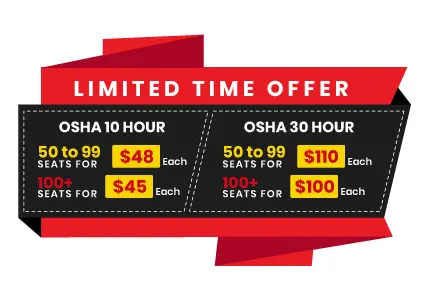 LIMITED TIME OFFER
OSHA 10 HOUR
50 to 99
SEATS FOR
$48 Each
100+
SEATS FOR
$45 Each
OSHA 30 HOUR
50 to 99
SEATS FOR
$110 Each
100+
SEATS FOR
$100 Each